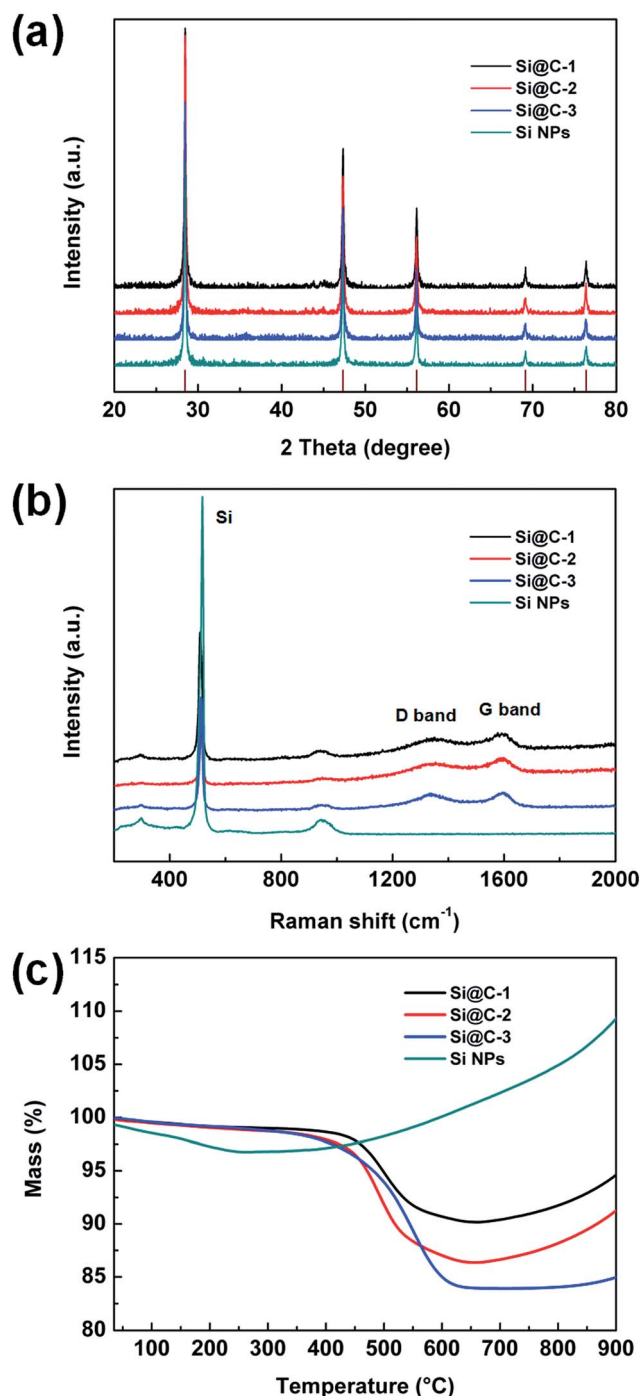 (a)
Si@C-1
Si@C-2
Si@C-3
Si NPs
Intensity (a.u.)
20 30 40 50 60 70 80
2 Theta (degree)
(b)
Si
Si@C-1
Si@C-2
Si@C-3
Si NPs
D band G band
Intensity (a.u.)
400 800 1200 1600 2000
Raman shift (cm⁻¹)
(c)
115
110
105
100
95
90
85
80
Si@C-1
Si@C-2
Si@C-3
Si NPs
Mass (%)
100 200 300 400 500 600 700 800 900
Temperature (°C)